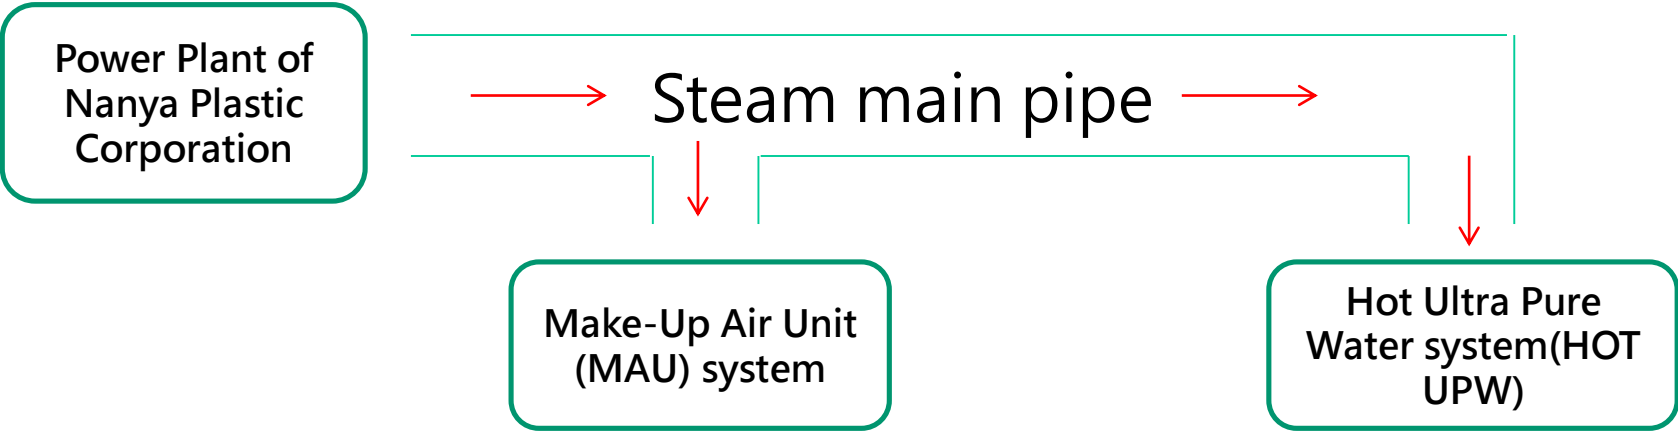 Power Plant of
Nanya Plastic
Corporation
Steam main pipe
Make-Up Air Unit
(MAU) system
Hot Ultra Pure
Water system(HOT
UPW)